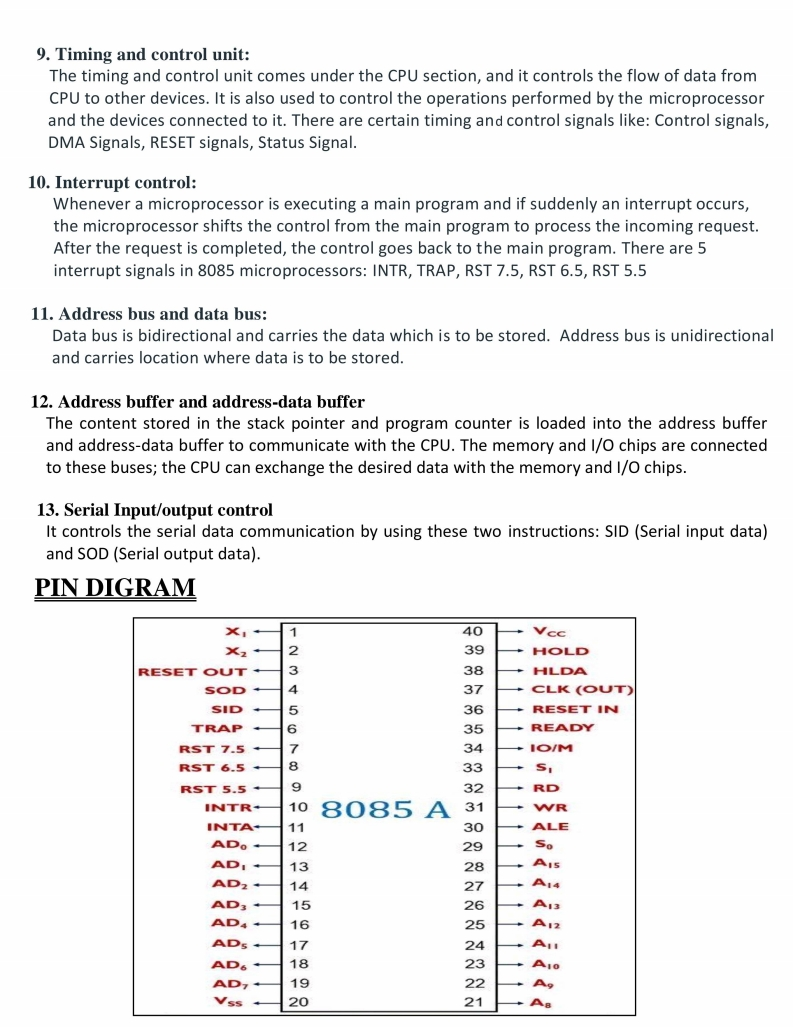 9. Timing and control unit:
The timing and control unit comes under the CPU section, and it controls the flow of data from
CPU to other devices. It is also used to control the operations performed by the microprocessor
and the devices connected to it. There are certain timing and control signals like: Control signals,
DMA Signals, RESET signals, Status Signal.
10. Interrupt control:
Whenever a microprocessor is executing a main program and if suddenly an interrupt occurs,
the microprocessor shifts the control from the main program to process the incoming request.
After the request is completed, the control goes back to the main program. There are 5
interrupt signals in 8085 microprocessors: INTR, TRAP, RST 7.5, RST 6.5, RST 5.5
11. Address bus and data bus:
Data bus is bidirectional and carries the data which is to be stored. Address bus is unidirectional
and carries location where data is to be stored.
12. Address buffer and address-data buffer
The content stored in the stack pointer and program counter is loaded into the address buffer
and address-data buffer to communicate with the CPU. The memory and I/O chips are connected
to these buses; the CPU can exchange the desired data with the memory and I/O chips.
13. Serial Input/output control
It controls the serial data communication by using these two instructions: SID (Serial input data)
and SOD (Serial output data).
PIN DIGRAM
X₁ 1 40 Vcc
X₂ 2 39 HOLD
RESET OUT 3 38 HLDA
SOD 4 37 CLK (OUT)
SID 5 36 RESET IN
TRAP 6 35 READY
RST 7.5 7 34 IO/M
RST 6.5 8 33 S₁
RST 5.5 9 32 RD
INTR 10 8085 A 31 WR
INTA 11 30 ALE
AD₀ 12 29 S₀
AD₁ 13 28 A₁₅
AD₂ 14 27 A₁₄
AD₃ 15 26 A₁₃
AD₄ 16 25 A₁₂
AD₅ 17 24 A₁₁
AD₆ 18 23 A₁₀
AD₇ 19 22 A₉
Vss 20 21 A₈